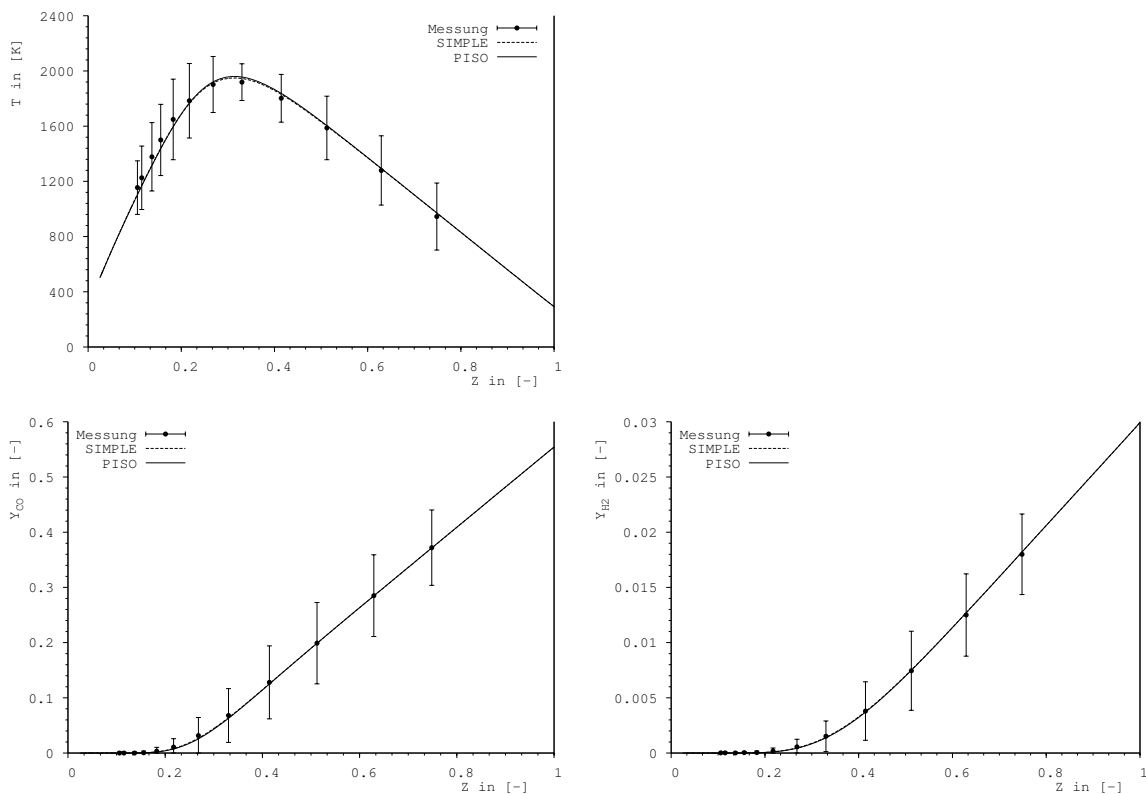 2400
2000
1600
1200
800
400
0
T in [K]
Messung
SIMPLE
PISO
0 0.2 0.4 0.6 0.8 1
Z in [-]
0.6
0.5
0.4
0.3
0.2
0.1
0
Y_CO in [-]
Messung
SIMPLE
PISO
0 0.2 0.4 0.6 0.8 1
Z in [-]
0.03
0.025
0.02
0.015
0.01
0.005
0
Y_H2 in [-]
Messung
SIMPLE
PISO
0 0.2 0.4 0.6 0.8 1
Z in [-]